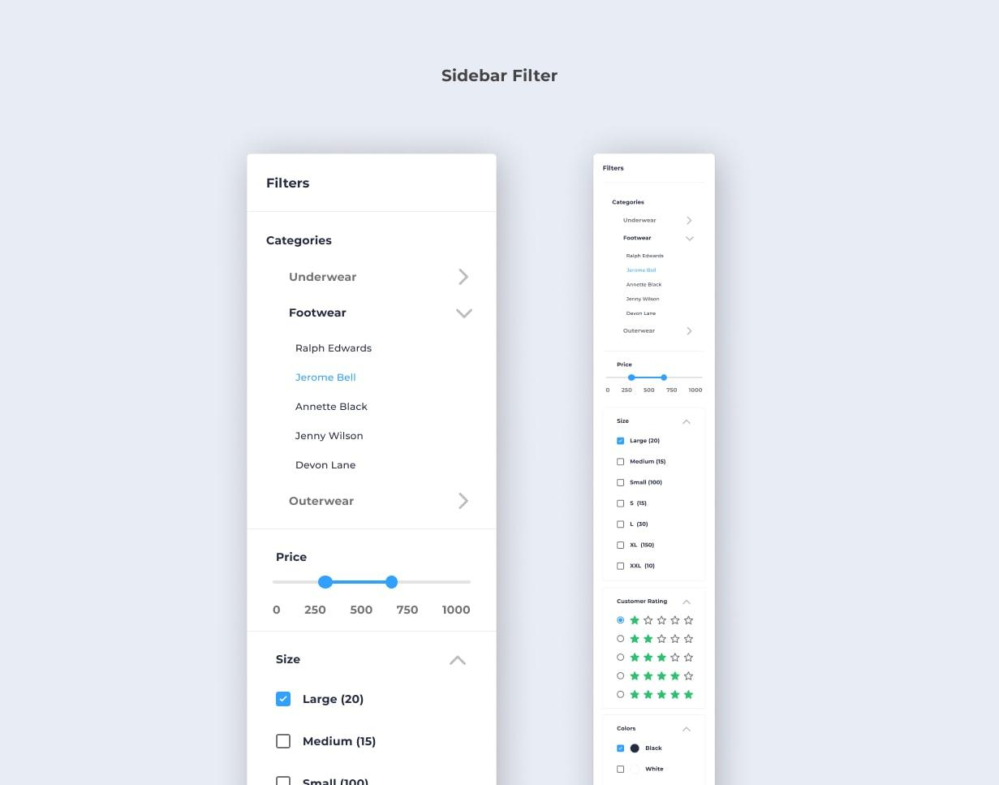 Sidebar Filter
Filters
Categories
Underwear
Footwear
Ralph Edwards
Jerome Bell
Annette Black
Jenny Wilson
Devon Lane
Outerwear
Price
0 250 500 750 1000
Size
Large (20)
Medium (15)
Small (100)
Filters
Categories
Underwear
Footwear
Ralph Edwards
Jerome Bell
Annette Black
Jenny Wilson
Devon Lane
Outerwear
Price
0 250 500 750 1000
Size
Large (20)
Medium (15)
Small (100)
S (15)
L (30)
XL (150)
XXL (10)
Customer Rating
Colors
Black
White